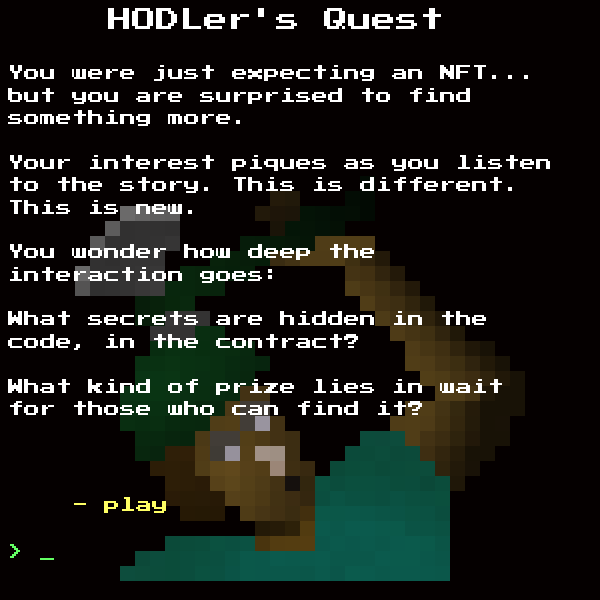 HODLer's Quest
You were just expecting an NFT...
but you are surprised to find
something more.
Your interest piques as you listen
to the story. This is different.
This is new.
You wonder how deep the
interaction goes:
What secrets are hidden in the
code, in the contract?
What kind of prize lies in wait
for those who can find it?
- play
> _